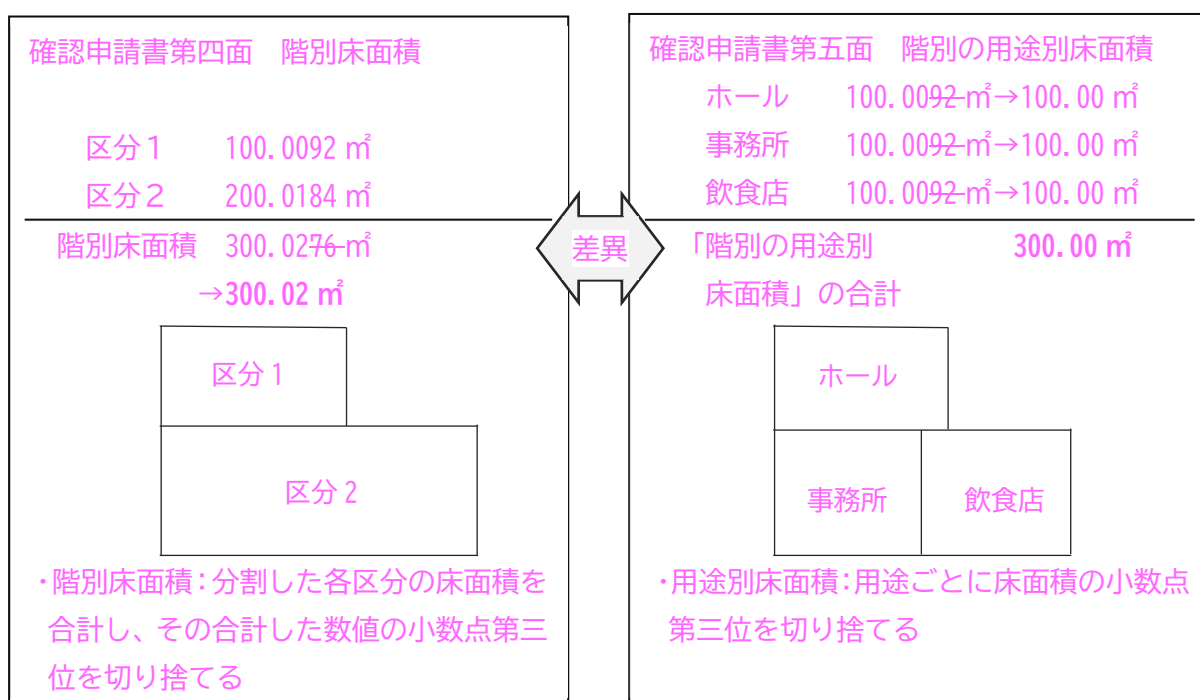 確認申請書第四面 階別床面積
区分1 100.0092 ㎡
区分2 200.0184 ㎡
階別床面積 300.0276 ㎡
→300.02 ㎡
区分1
区分2
・階別床面積:分割した各区分の床面積を
合計し、その合計した数値の小数点第三
位を切り捨てる
差異
確認申請書第五面 階別の用途別床面積
ホール 100.0092 ㎡→100.00 ㎡
事務所 100.0092 ㎡→100.00 ㎡
飲食店 100.0092 ㎡→100.00 ㎡
「階別の用途別 300.00 ㎡
床面積」の合計
ホール
事務所 飲食店
・用途別床面積:用途ごとに床面積の小数点
第三位を切り捨てる